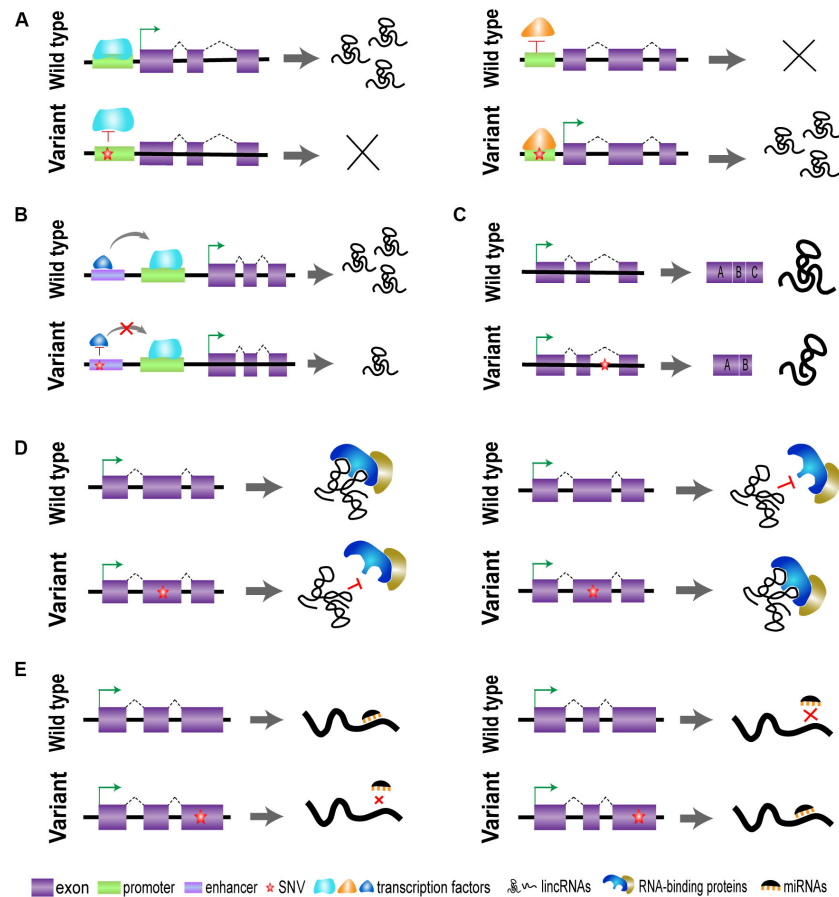 A
Wild type
Variant
Wild type
Variant
B
Wild type
Variant
C
Wild type
A B C
Variant
A B
D
Wild type
Variant
Wild type
Variant
E
Wild type
Variant
Wild type
Variant
exon promoter enhancer SNV transcription factors lincRNAs RNA-binding proteins miRNAs